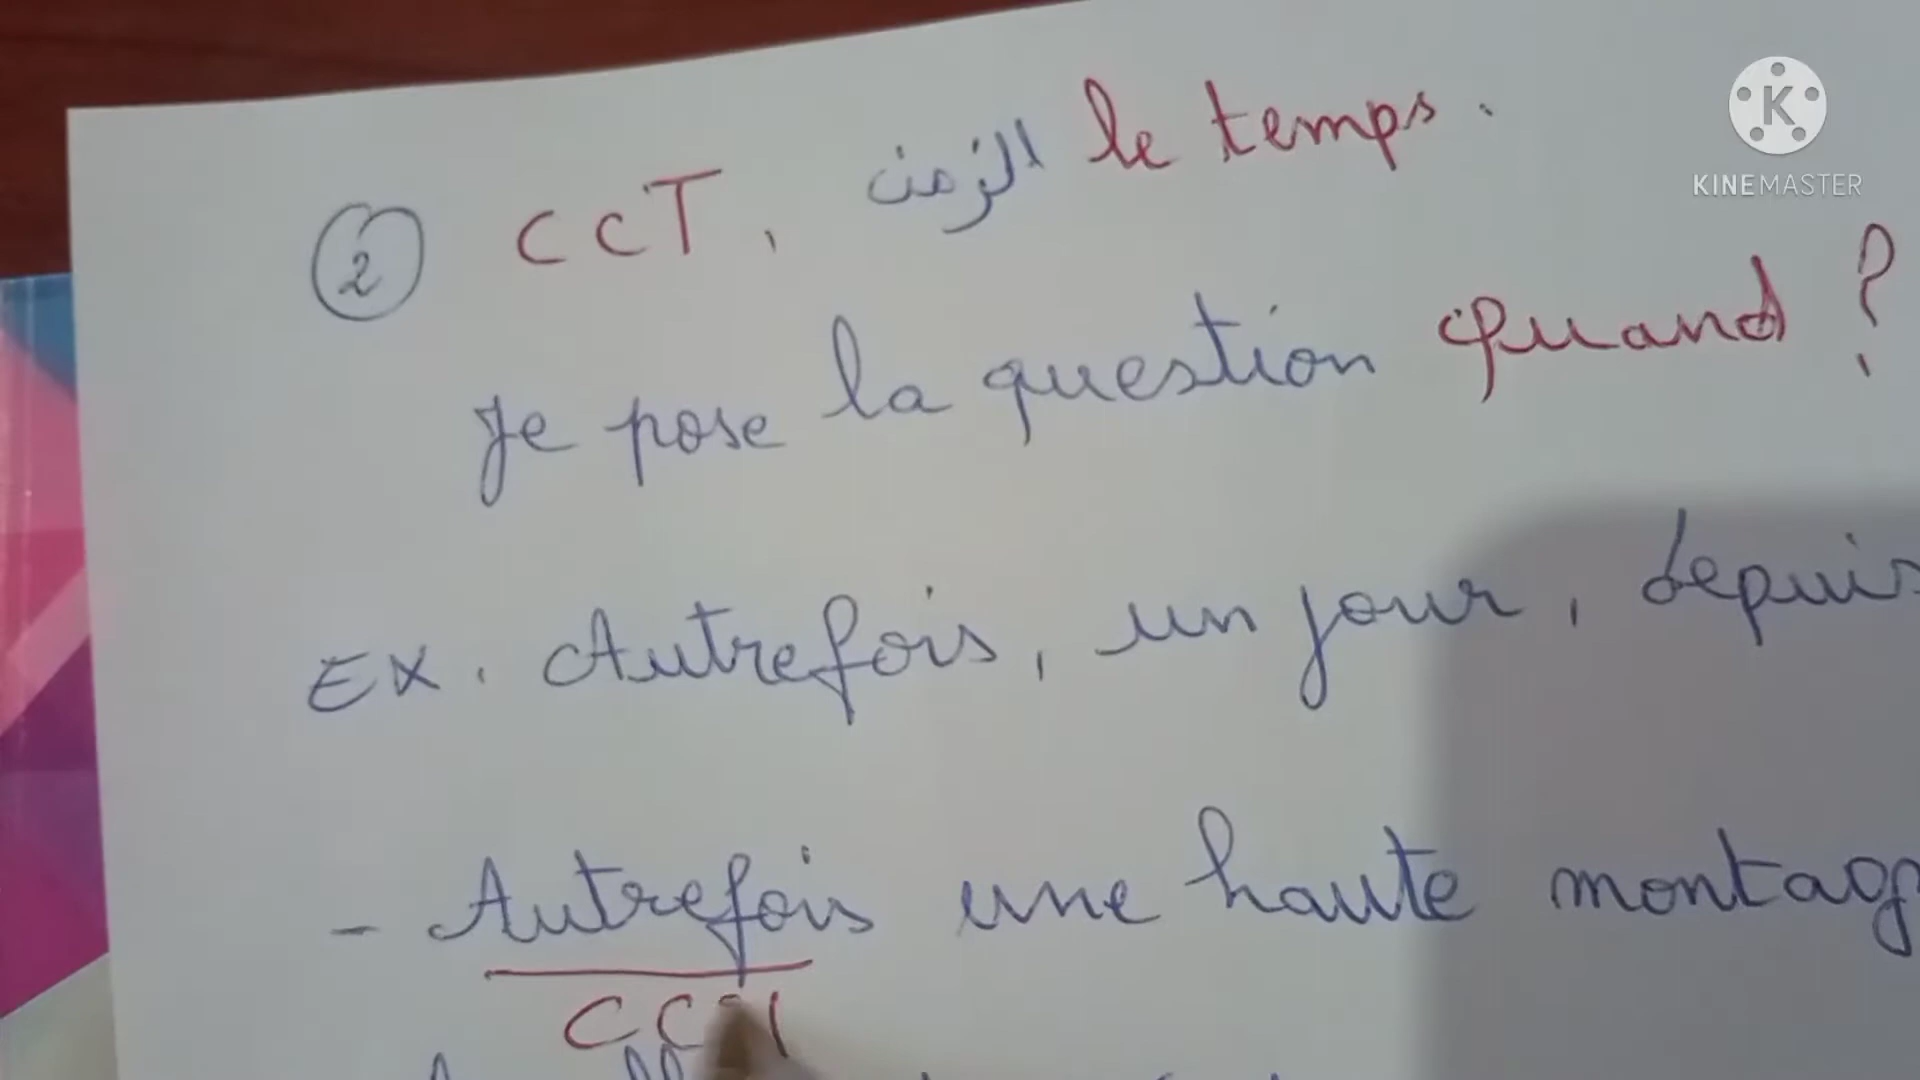 ② CCT, الزمن le temps.
KINEMASTER
Je pose la question quand ?
EX. Autrefois, un jour, depuis
- Autrefois une haute montag
CCT